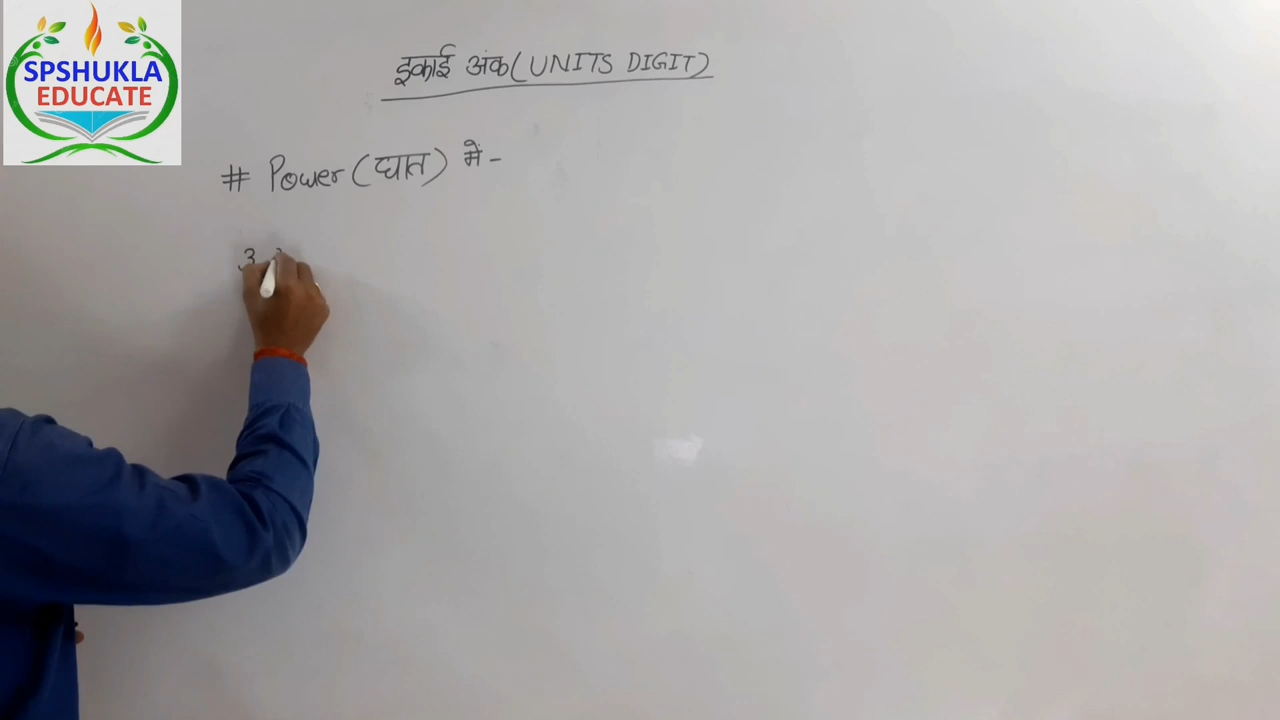 SPSHUKLA
EDUCATE
इकाई अंक (UNITS DIGIT)
# Power (घात) में -
3